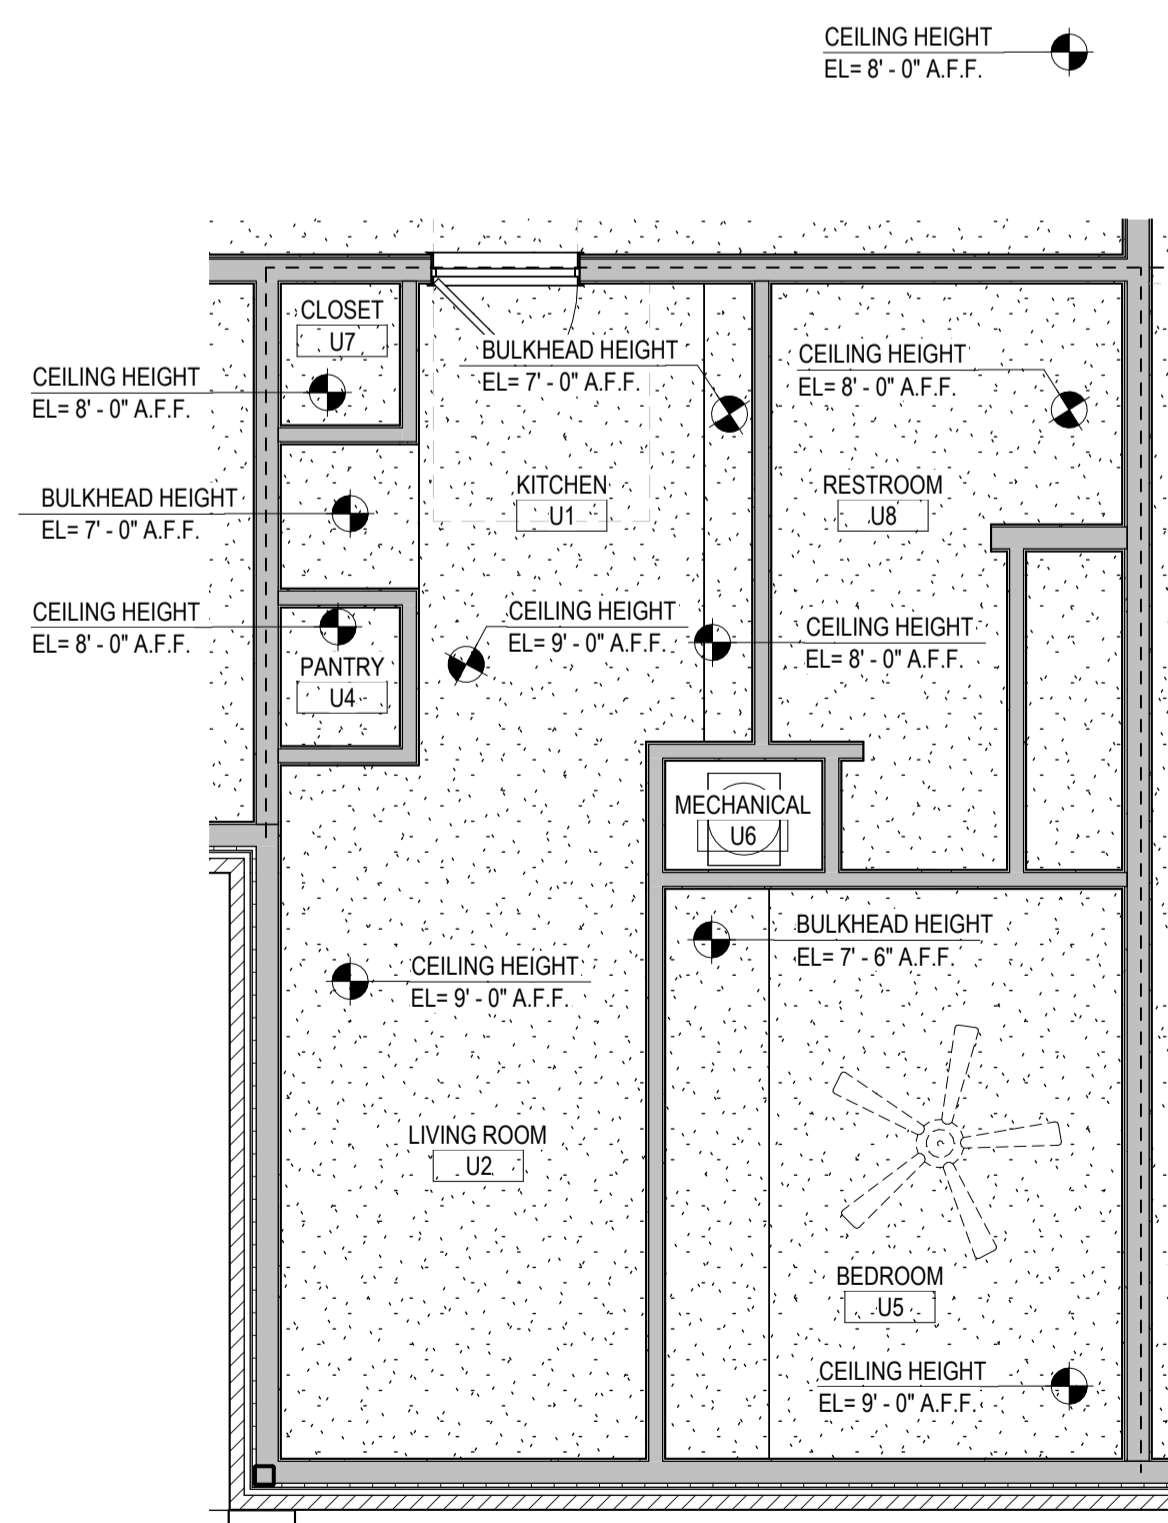 CEILING HEIGHT
EL= 8' - 0" A.F.F.
CLOSET
U7
CEILING HEIGHT
EL= 8' - 0" A.F.F.
BULKHEAD HEIGHT
EL= 7' - 0" A.F.F.
CEILING HEIGHT
EL= 8' - 0" A.F.F.
BULKHEAD HEIGHT
EL= 7' - 0" A.F.F.
KITCHEN
U1
RESTROOM
U8
CEILING HEIGHT
EL= 8' - 0" A.F.F.
PANTRY
U4
CEILING HEIGHT
EL= 9' - 0" A.F.F.
CEILING HEIGHT
EL= 8' - 0" A.F.F.
MECHANICAL
U6
BULKHEAD HEIGHT
EL= 7' - 6" A.F.F.
CEILING HEIGHT
EL= 9' - 0" A.F.F.
LIVING ROOM
U2
BEDROOM
U5
CEILING HEIGHT
EL= 9' - 0" A.F.F.